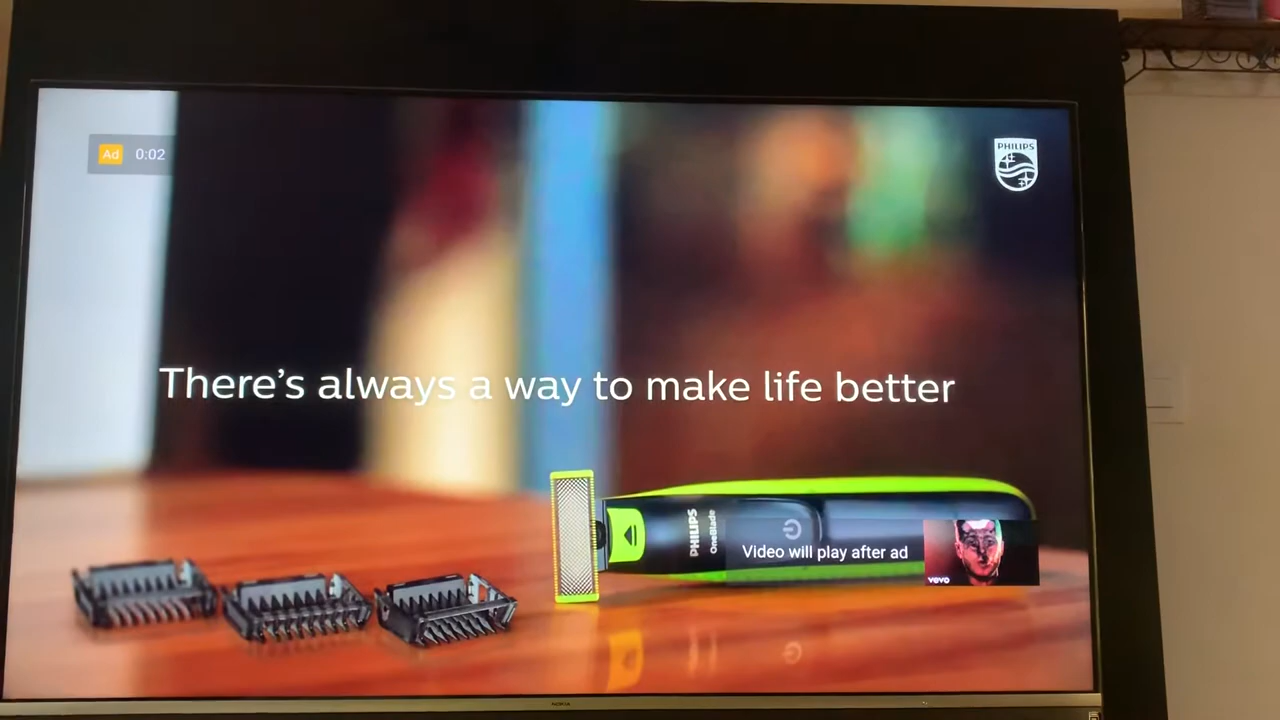 Ad 0:02
PHILIPS
There's always a way to make life better
PHILIPS
OneBlade
Video will play after ad
vevo
NOKIA